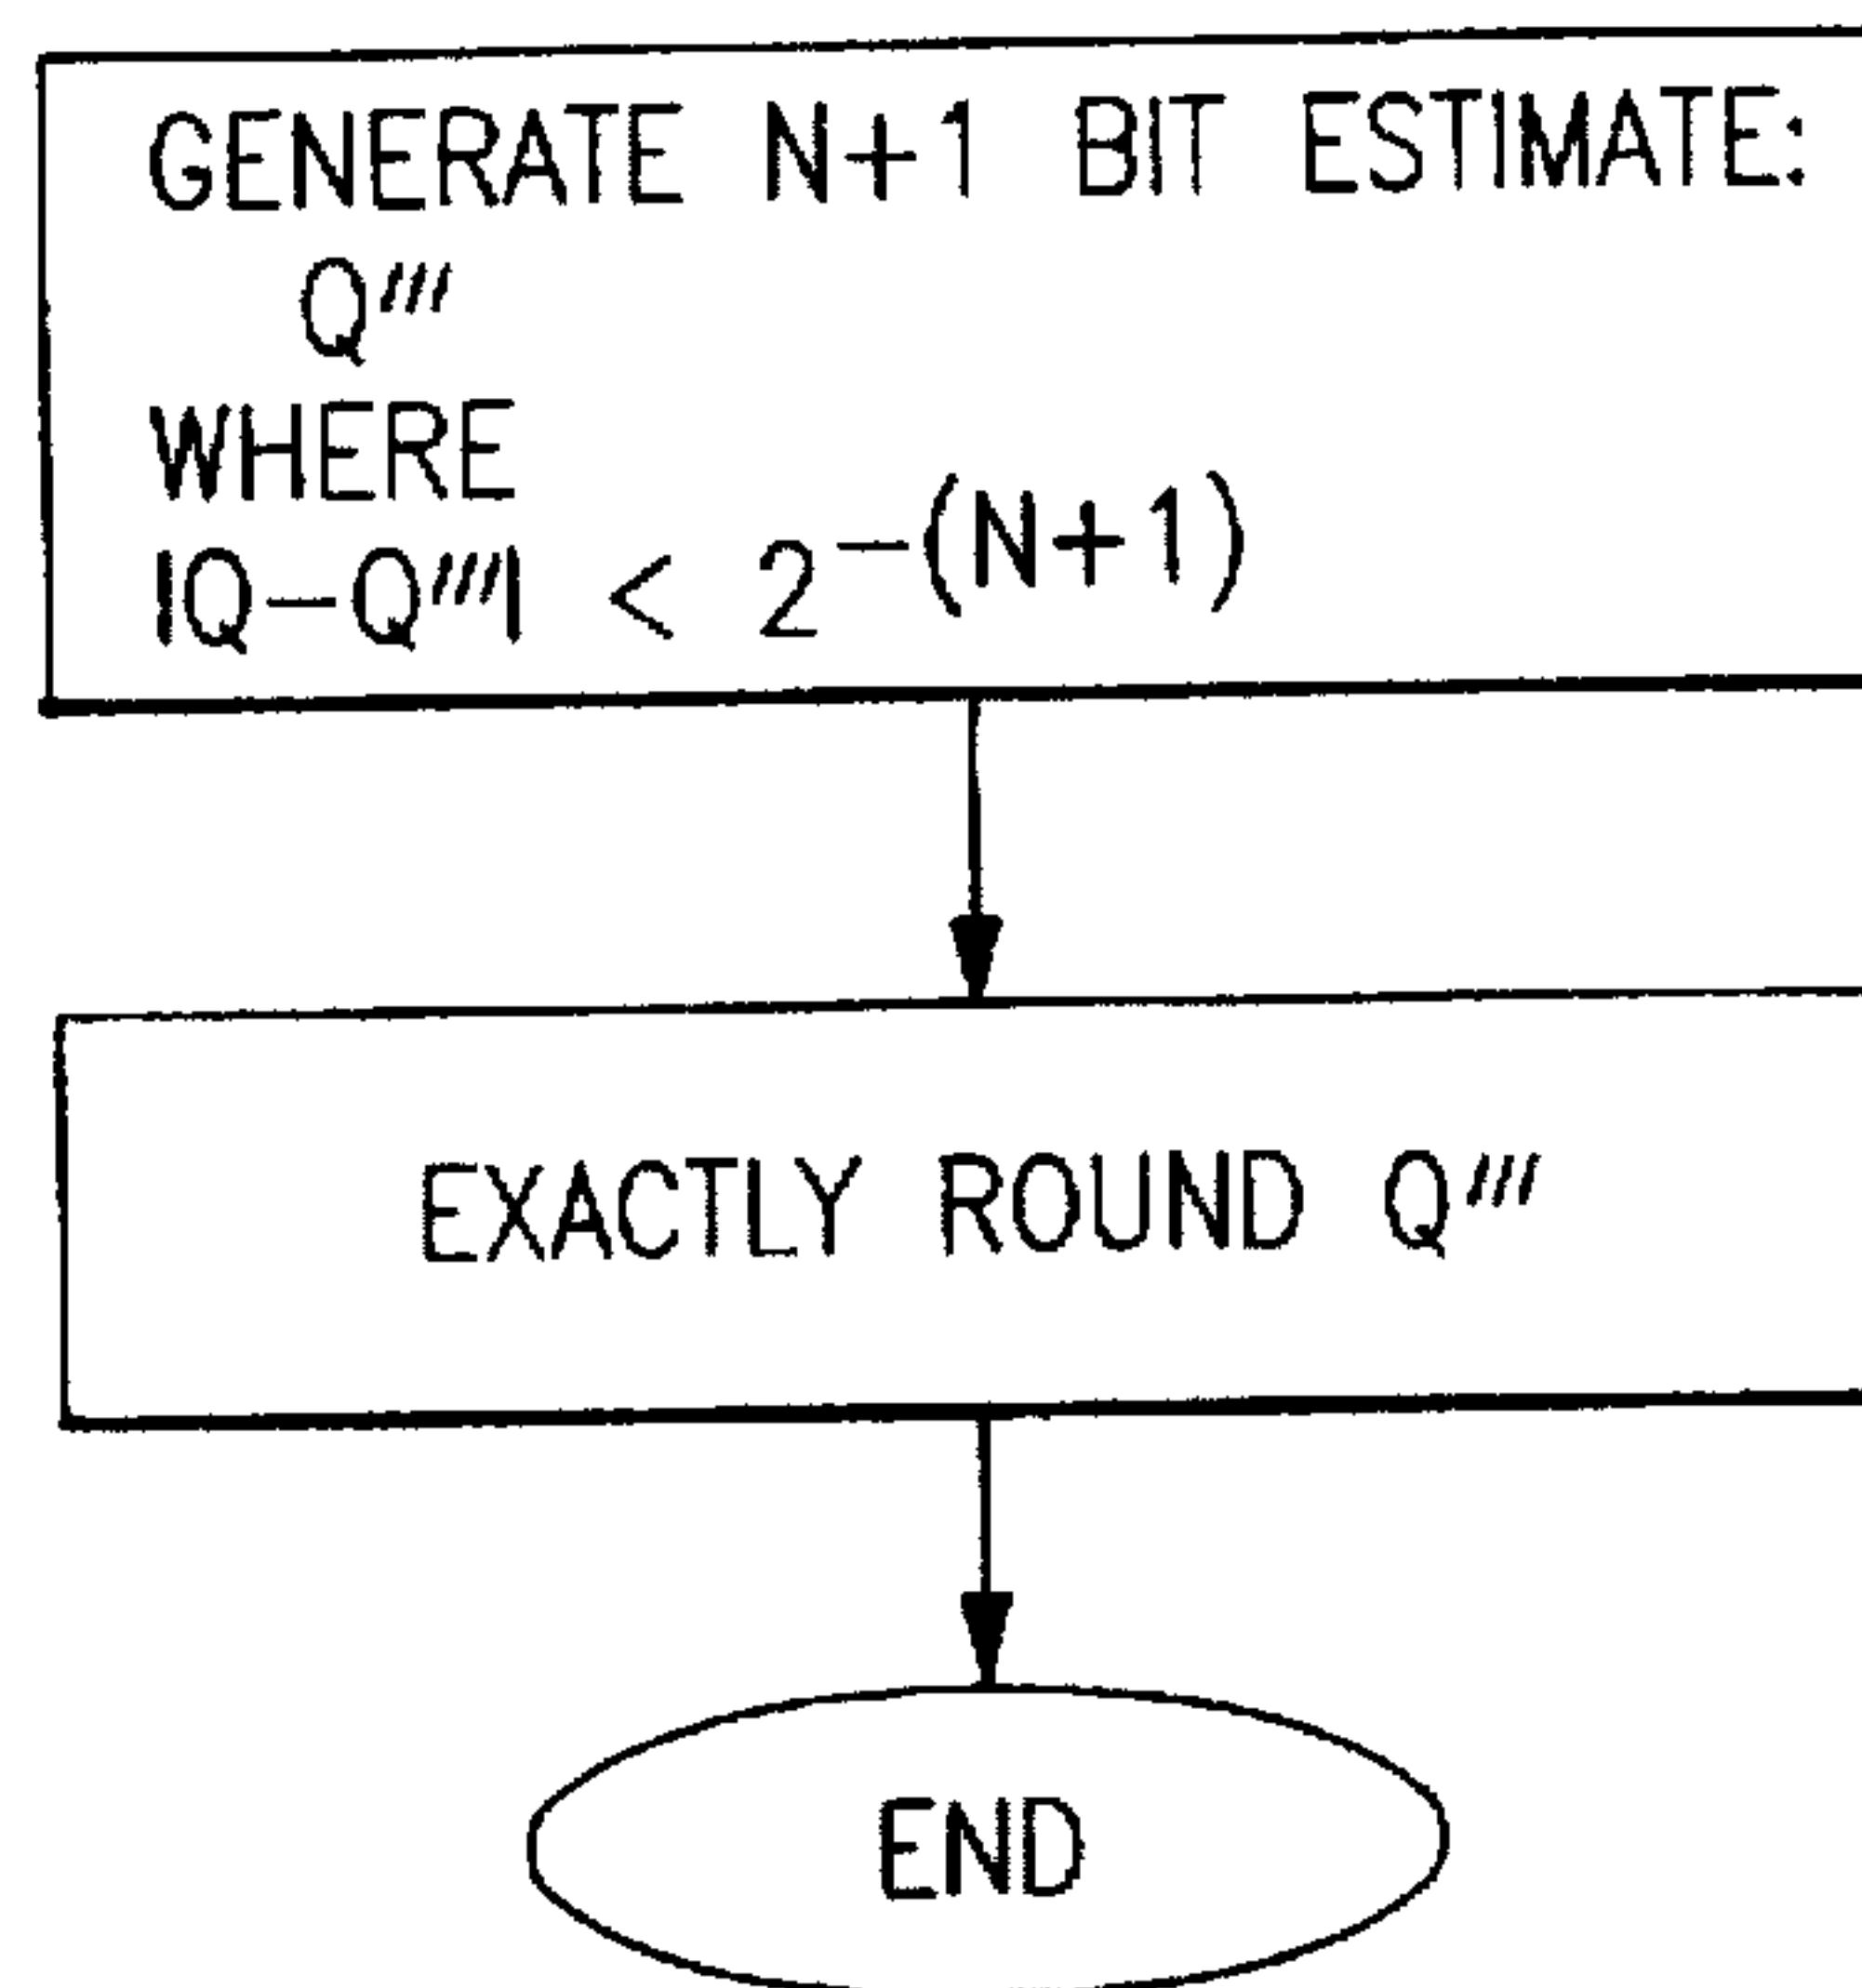 GENERATE N+1 BIT ESTIMATE:
Q'''
WHERE
|Q-Q'''| < 2^-(N+1)
EXACTLY ROUND Q'''
END